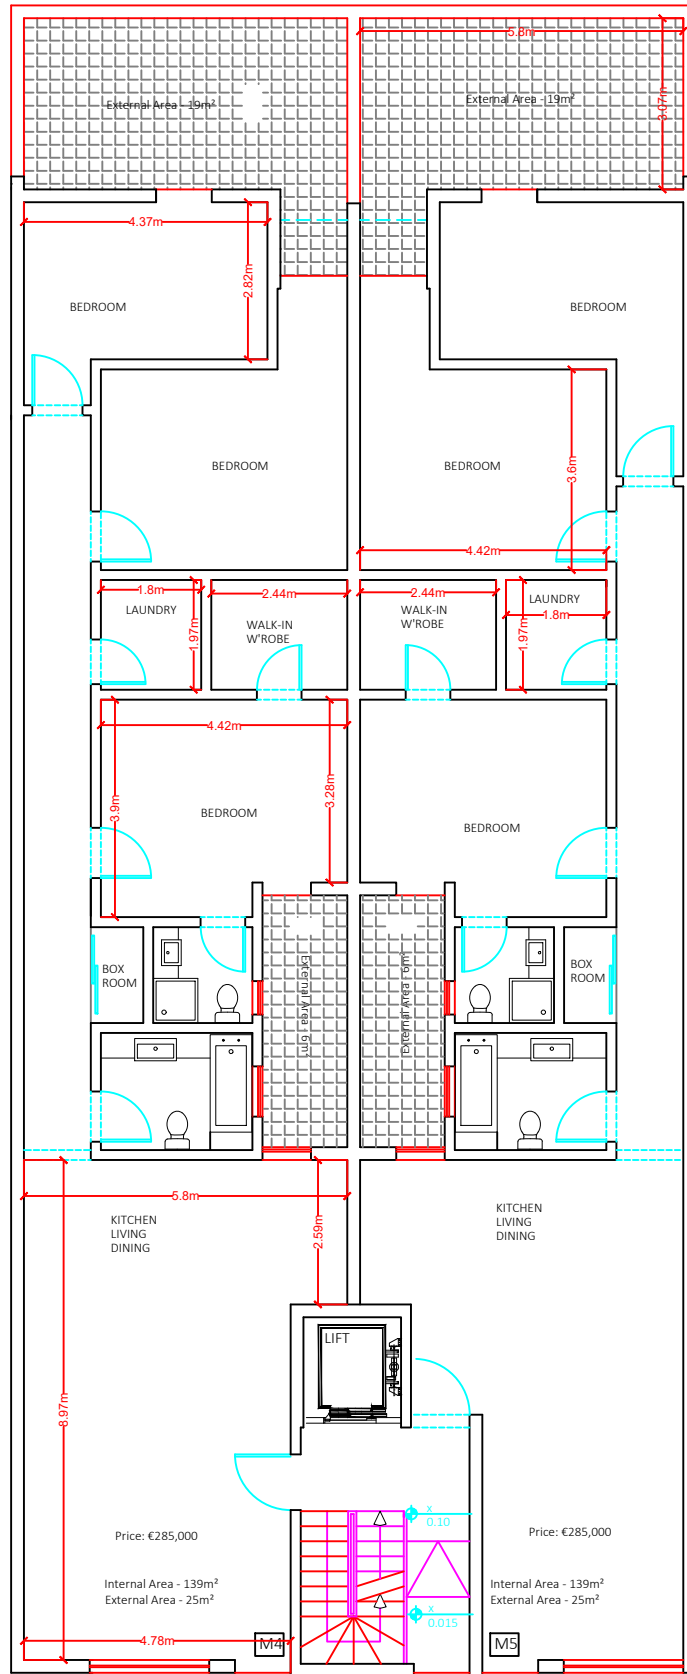 5.8m
External Area - 19m²
External Area - 19m²
3.07m
4.37m
2.82m
BEDROOM
BEDROOM
BEDROOM
BEDROOM
3.6m
4.42m
1.8m
LAUNDRY
1.97m
2.44m
WALK-IN
W'ROBE
2.44m
WALK-IN
W'ROBE
LAUNDRY
1.8m
1.97m
4.42m
3.9m
3.28m
BEDROOM
BEDROOM
BOX
ROOM
External Area - 6m²
External Area - 6m²
BOX
ROOM
5.8m
2.59m
KITCHEN
LIVING
DINING
KITCHEN
LIVING
DINING
LIFT
8.97m
x
0.10
Price: €285,000
Price: €285,000
Internal Area - 139m²
External Area - 25m²
Internal Area - 139m²
External Area - 25m²
x
0.015
4.78m
M4
M5